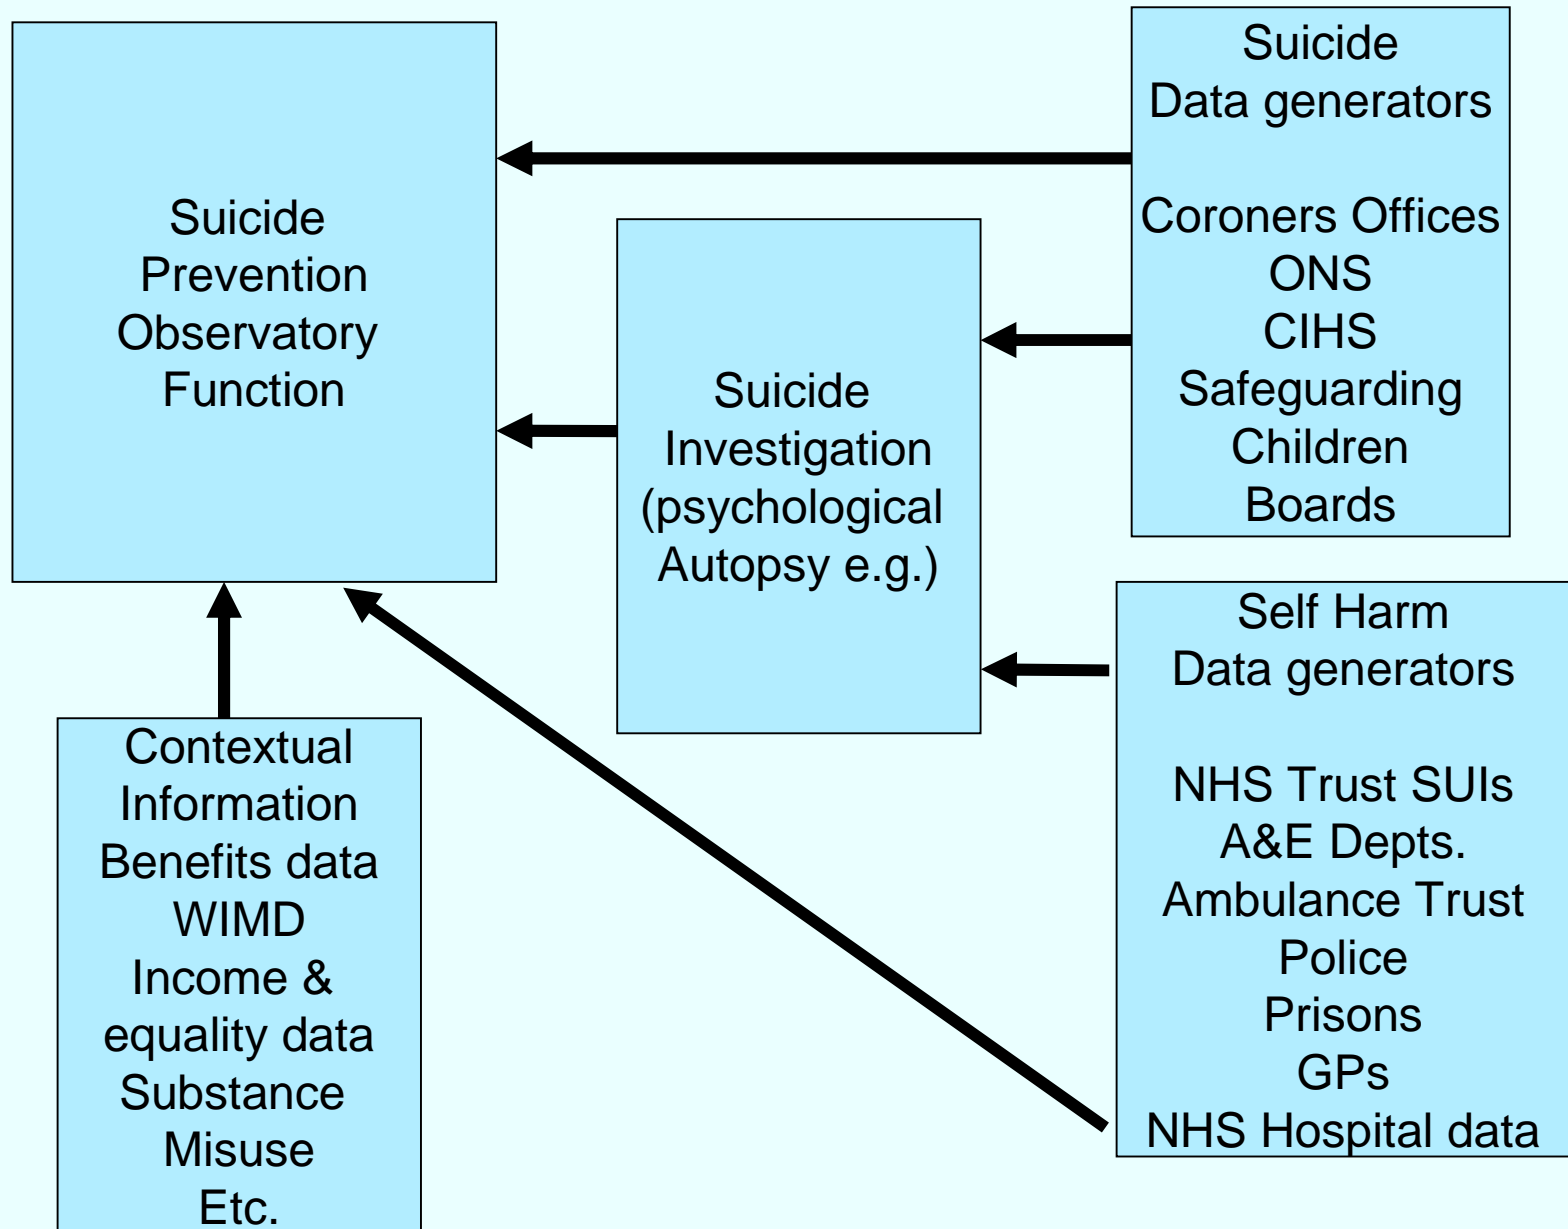 Suicide
Prevention
Observatory
Function
Suicide
Investigation
(psychological
Autopsy e.g.)
Suicide
Data generators
Coroners Offices
ONS
CIHS
Safeguarding
Children
Boards
Self Harm
Data generators
NHS Trust SUIs
A&E Depts.
Ambulance Trust
Police
Prisons
GPs
NHS Hospital data
Contextual
Information
Benefits data
WIMD
Income &
equality data
Substance
Misuse
Etc.